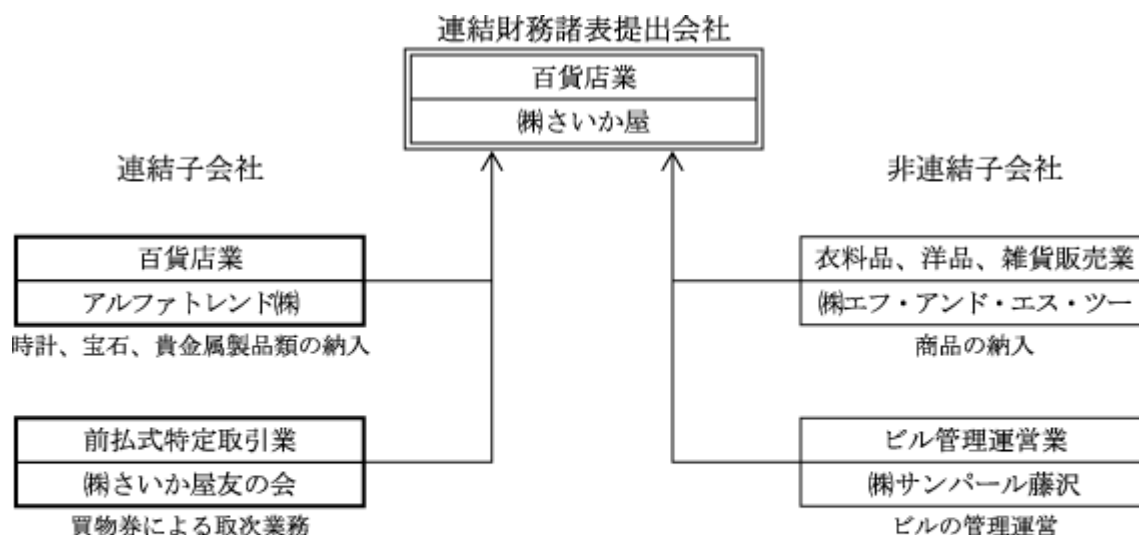 連結財務諸表提出会社
百貨店業
㈱さいか屋
連結子会社
非連結子会社
百貨店業
アルファトレンド㈱
時計、宝石、貴金属製品類の納入
衣料品、洋品、雑貨販売業
㈱エフ・アンド・エス・ツー
商品の納入
前払式特定取引業
㈱さいか屋友の会
買物券による取次業務
ビル管理運営業
㈱サンパール藤沢
ビルの管理運営